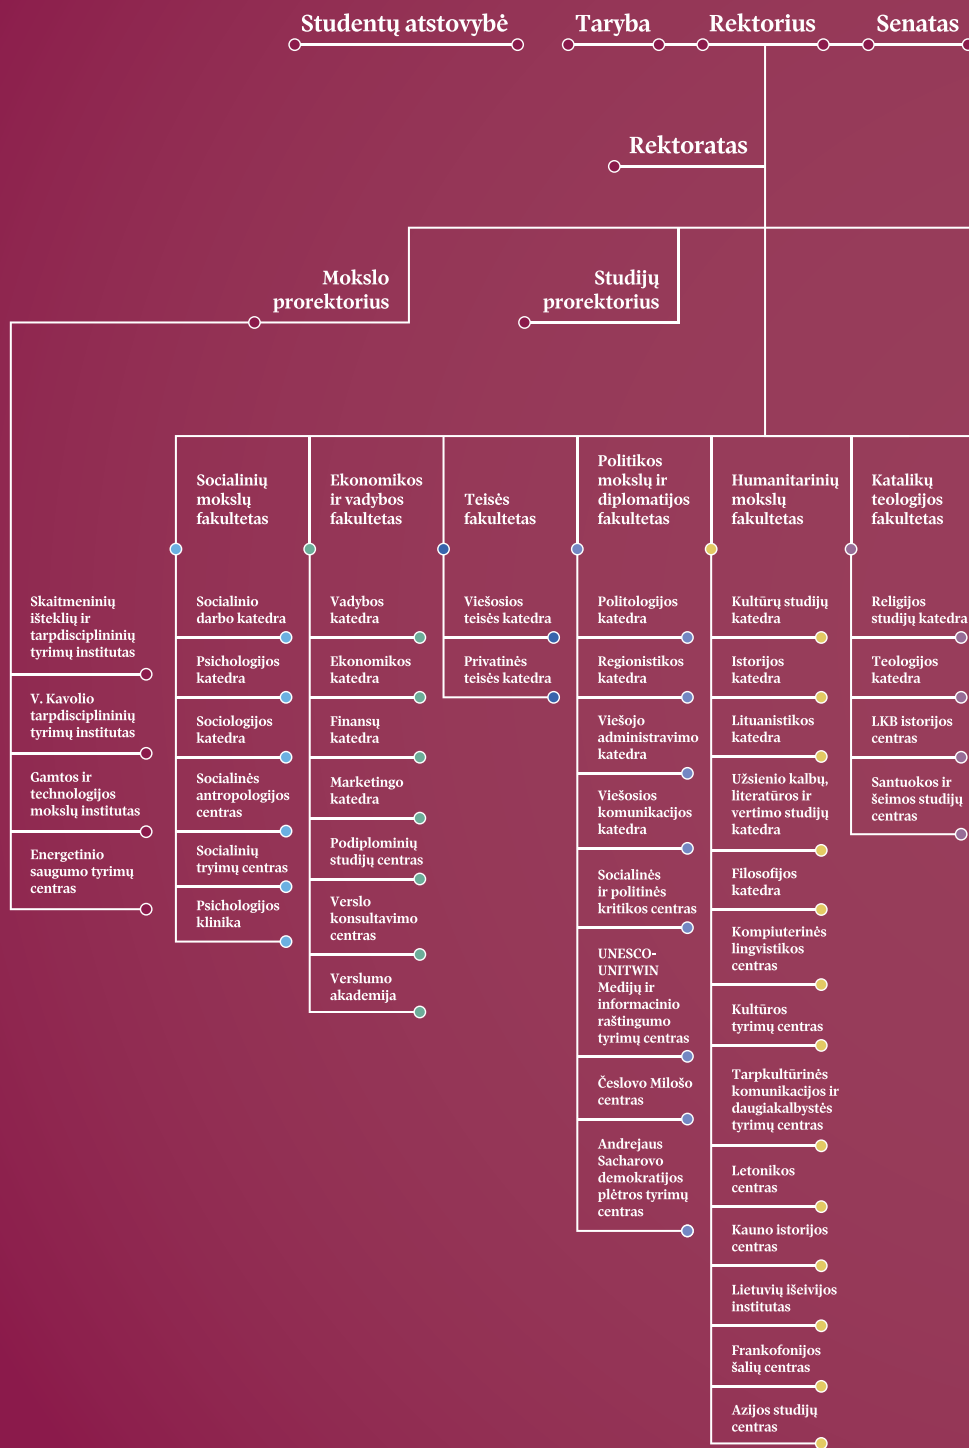 Studentų atstovybė
Taryba
Rektorius
Senatas
Rektoratas
Mokslo
prorektorius
Studijų
prorektorius
Skaitmeninių
išteklių ir
tarpdisciplininių
tyrimų institutas
V. Kavolio
tarpdisciplininių
tyrimų institutas
Gamtos ir
technologijos
mokslų institutas
Energetinio
saugumo tyrimų
centras
Socialinių
mokslų
fakultetas
Socialinio
darbo katedra
Psichologijos
katedra
Sociologijos
katedra
Socialinės
antropologijos
centras
Socialinių
tryimų centras
Psichologijos
klinika
Ekonomikos
ir vadybos
fakultetas
Vadybos
katedra
Ekonomikos
katedra
Finansų
katedra
Marketingo
katedra
Podiplominių
studijų centras
Verslo
konsultavimo
centras
Verslumo
akademija
Teisės
fakultetas
Viešosios
teisės katedra
Privatinės
teisės katedra
Politikos
mokslų ir
diplomatijos
fakultetas
Politologijos
katedra
Regionistikos
katedra
Viešojo
administravimo
katedra
Viešosios
komunikacijos
katedra
Socialinės
ir politinės
kritikos centras
UNESCO-
UNITWIN
Medijų ir
informacinio
raštingumo
tyrimų centras
Česlovo Milošo
centras
Andrejaus
Sacharovo
demokratijos
plėtros tyrimų
centras
Humanitarinių
mokslų
fakultetas
Kultūrų studijų
katedra
Istorijos
katedra
Lituanistikos
katedra
Užsienio kalbų,
literatūros ir
vertimo studijų
katedra
Filosofijos
katedra
Kompiuterinės
lingvistikos
centras
Kultūros
tyrimų centras
Tarpkultūrinės
komunikacijos ir
daugiakalbystės
tyrimų centras
Letonikos
centras
Kauno istorijos
centras
Lietuvių išeivijos
institutas
Frankofonijos
šalių centras
Azijos studijų
centras
Katalikų
teologijos
fakultetas
Religijos
studijų katedra
Teologijos
katedra
LKB istorijos
centras
Santuokos ir
šeimos studijų
centras